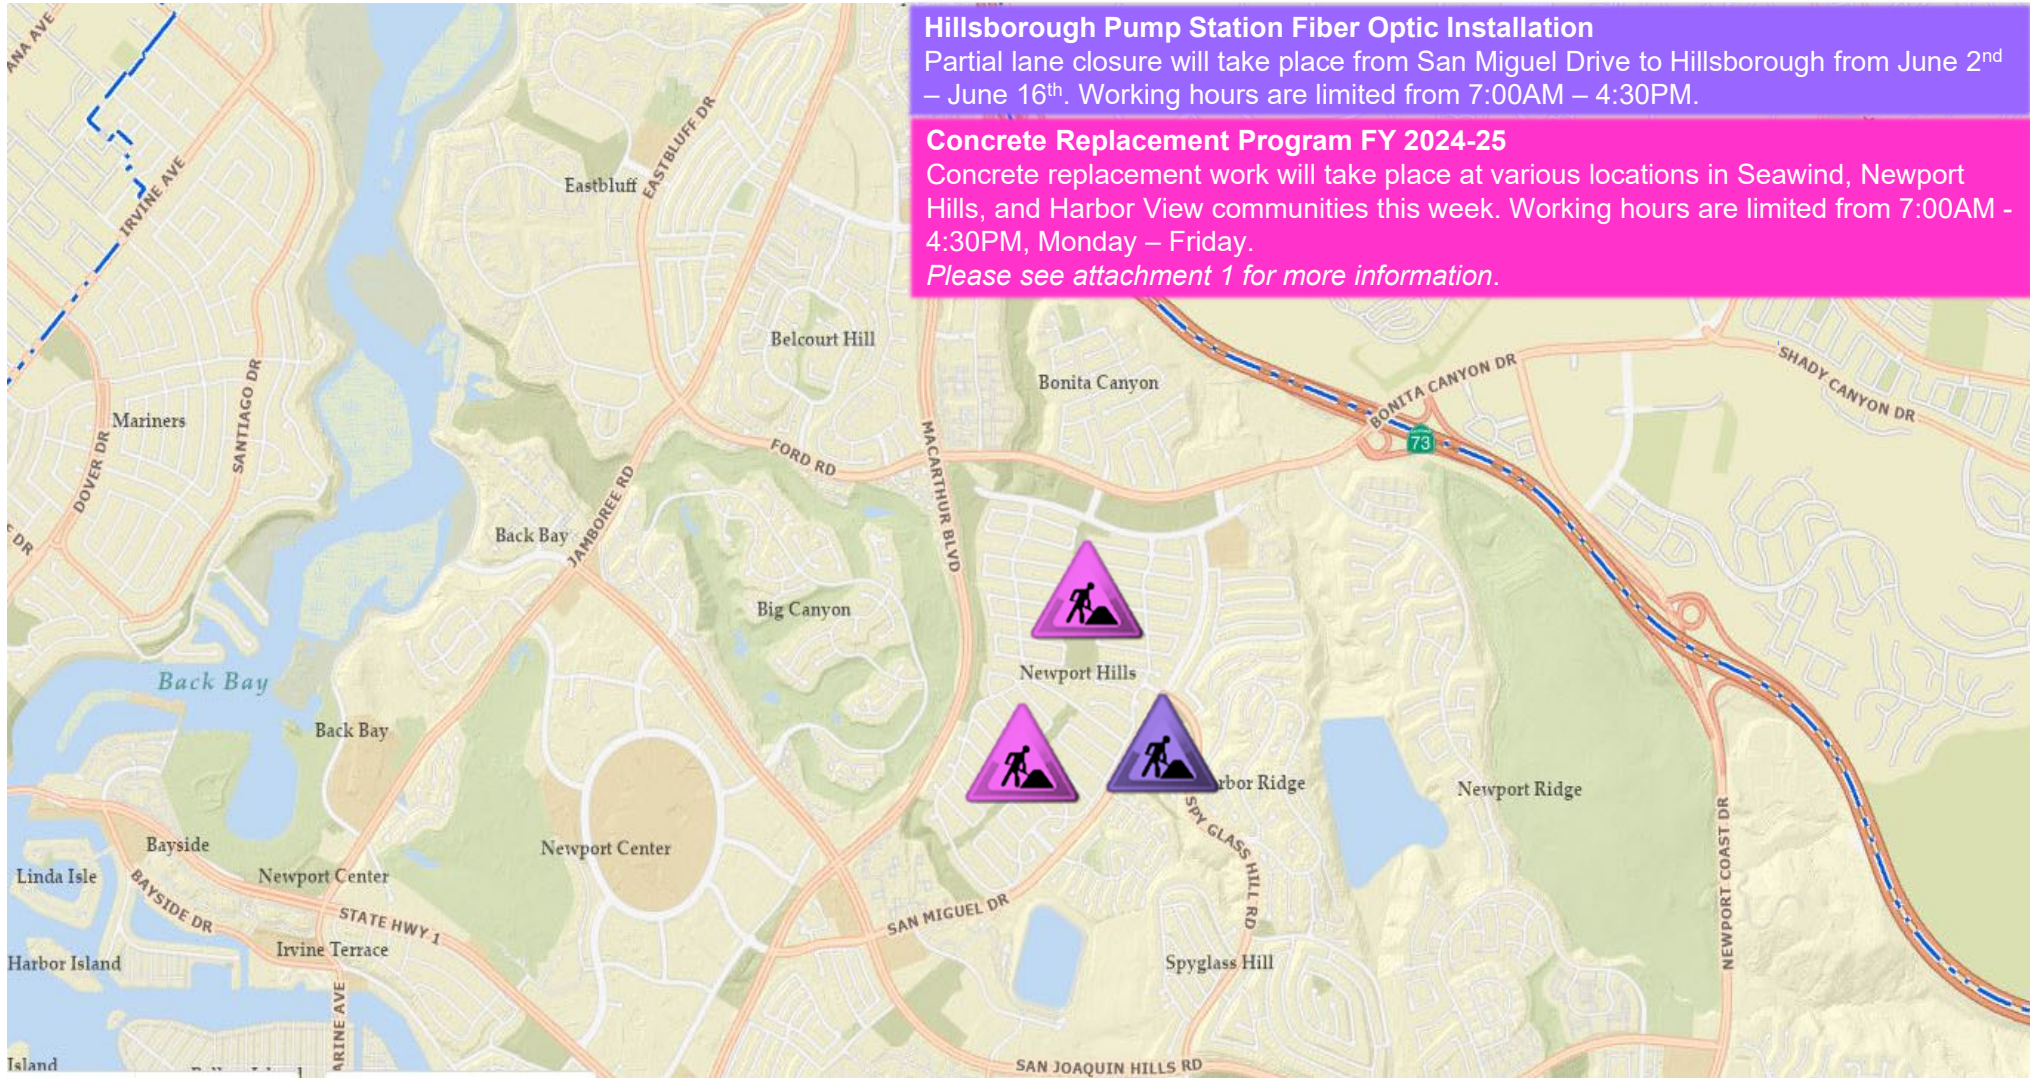 Hillsborough Pump Station Fiber Optic Installation
Partial lane closure will take place from San Miguel Drive to Hillsborough from June 2nd
– June 16th. Working hours are limited from 7:00AM – 4:30PM.
Concrete Replacement Program FY 2024-25
Concrete replacement work will take place at various locations in Seawind, Newport
Hills, and Harbor View communities this week. Working hours are limited from 7:00AM -
4:30PM, Monday – Friday.
Please see attachment 1 for more information.
ANA AVE
IRVINE AVE
EASTBLUFF DR
Eastbluff
Belcourt Hill
Bonita Canyon
BONITA CANYON DR
SHADY CANYON DR
73
Mariners
SANTIAGO DR
DOVER DR
DR
FORD RD
MACARTHUR BLVD
JAMBOREE RD
Back Bay
Big Canyon
Newport Hills
Back Bay
Back Bay
rbor Ridge
Newport Ridge
SPY GLASS HILL RD
NEWPORT COAST DR
Newport Center
Bayside
Linda Isle
Newport Center
BAYSIDE DR
STATE HWY 1
SAN MIGUEL DR
Irvine Terrace
Harbor Island
Spyglass Hill
ARINE AVE
Island
SAN JOAQUIN HILLS RD